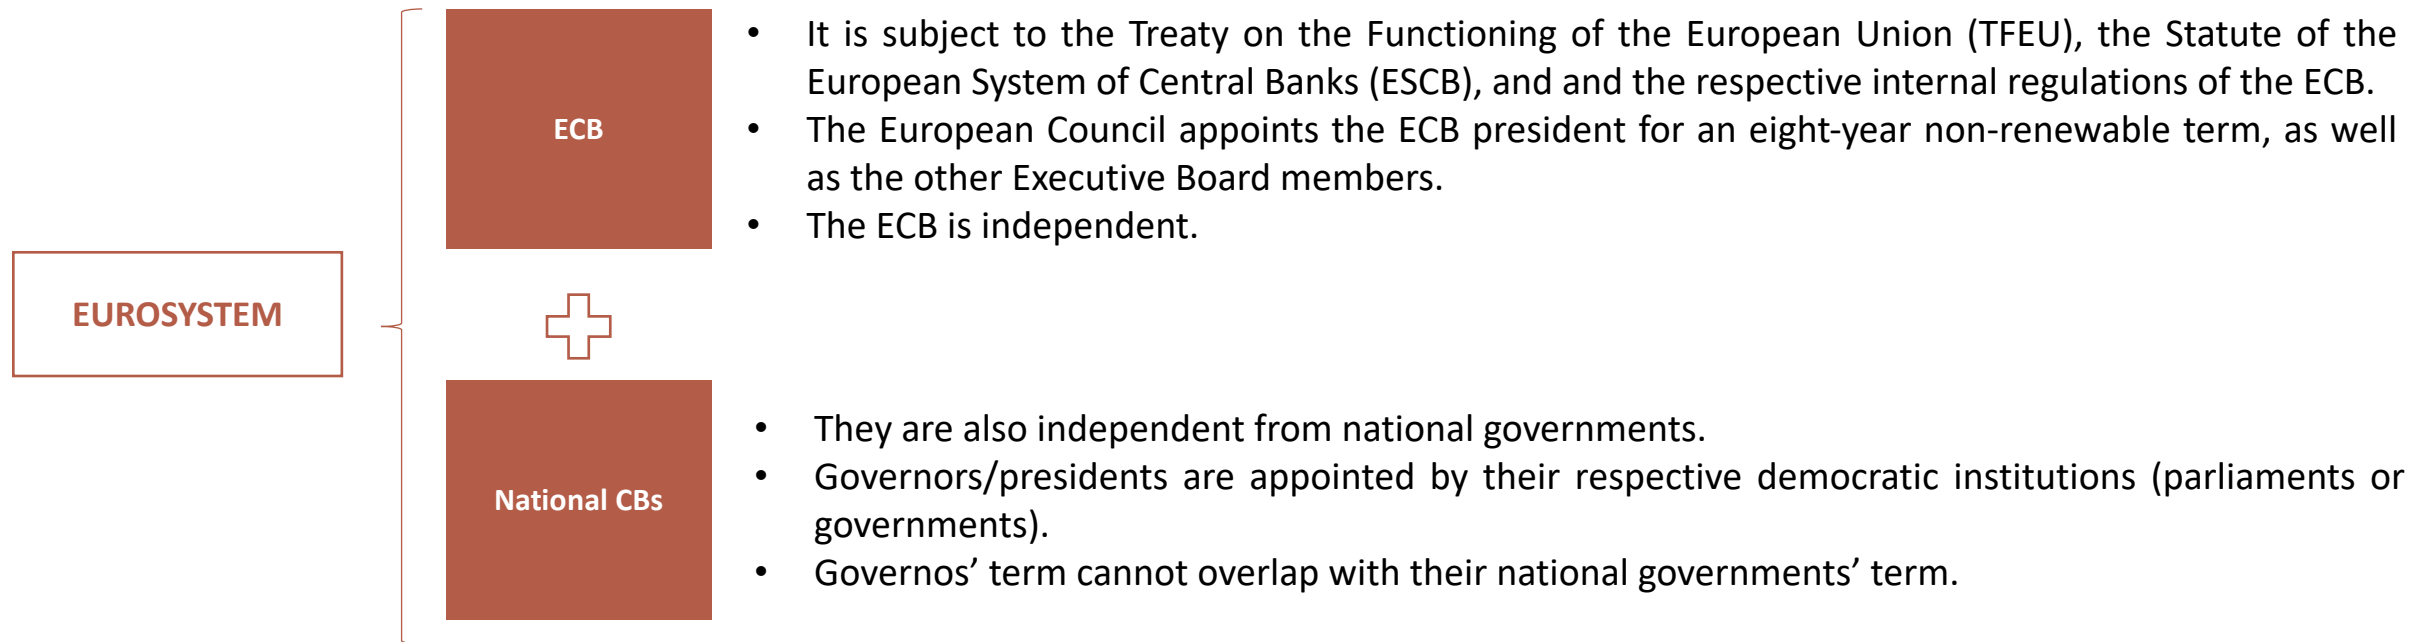 • It is subject to the Treaty on the Functioning of the European Union (TFEU), the Statute of the
European System of Central Banks (ESCB), and and the respective internal regulations of the ECB.
ECB
• The European Council appoints the ECB president for an eight-year non-renewable term, as well
as the other Executive Board members.
• The ECB is independent.
EUROSYSTEM
• They are also independent from national governments.
• Governors/presidents are appointed by their respective democratic institutions (parliaments or
governments).
National CBs
• Governos’ term cannot overlap with their national governments’ term.